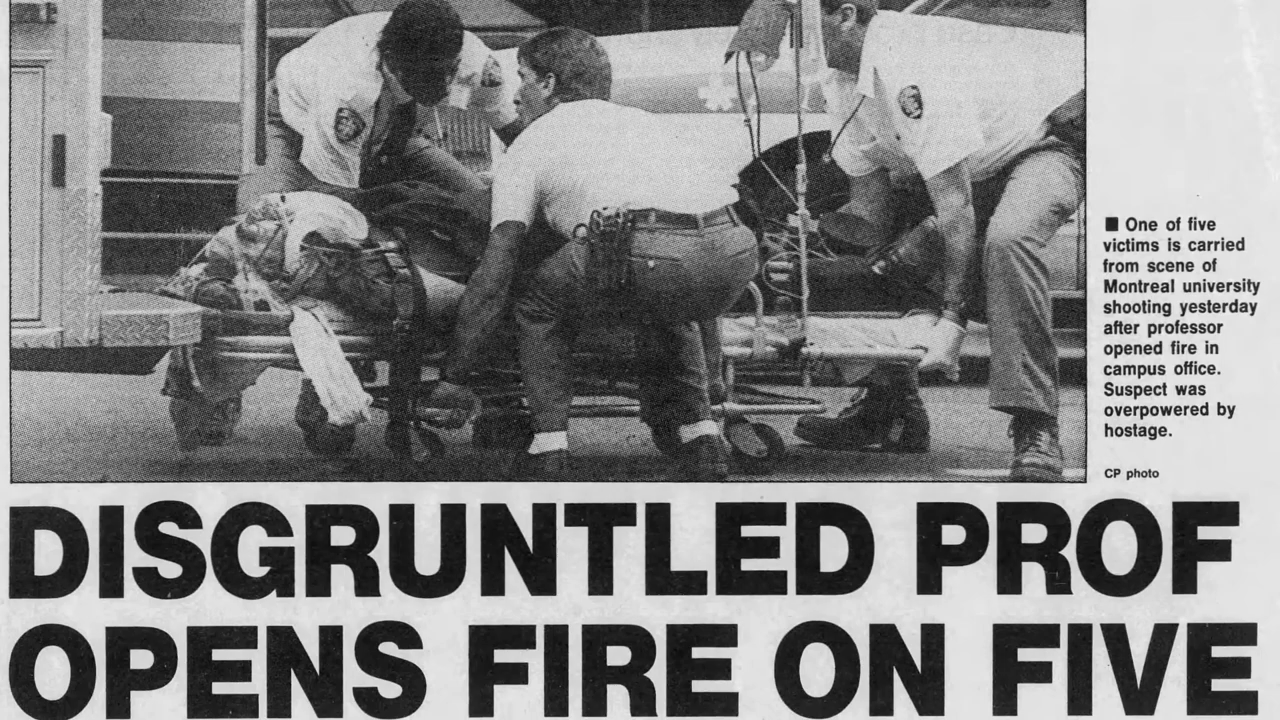 ■ One of five
victims is carried
from scene of
Montreal university
shooting yesterday
after professor
opened fire in
campus office.
Suspect was
overpowered by
hostage.
CP photo
DISGRUNTLED PROF
OPENS FIRE ON FIVE